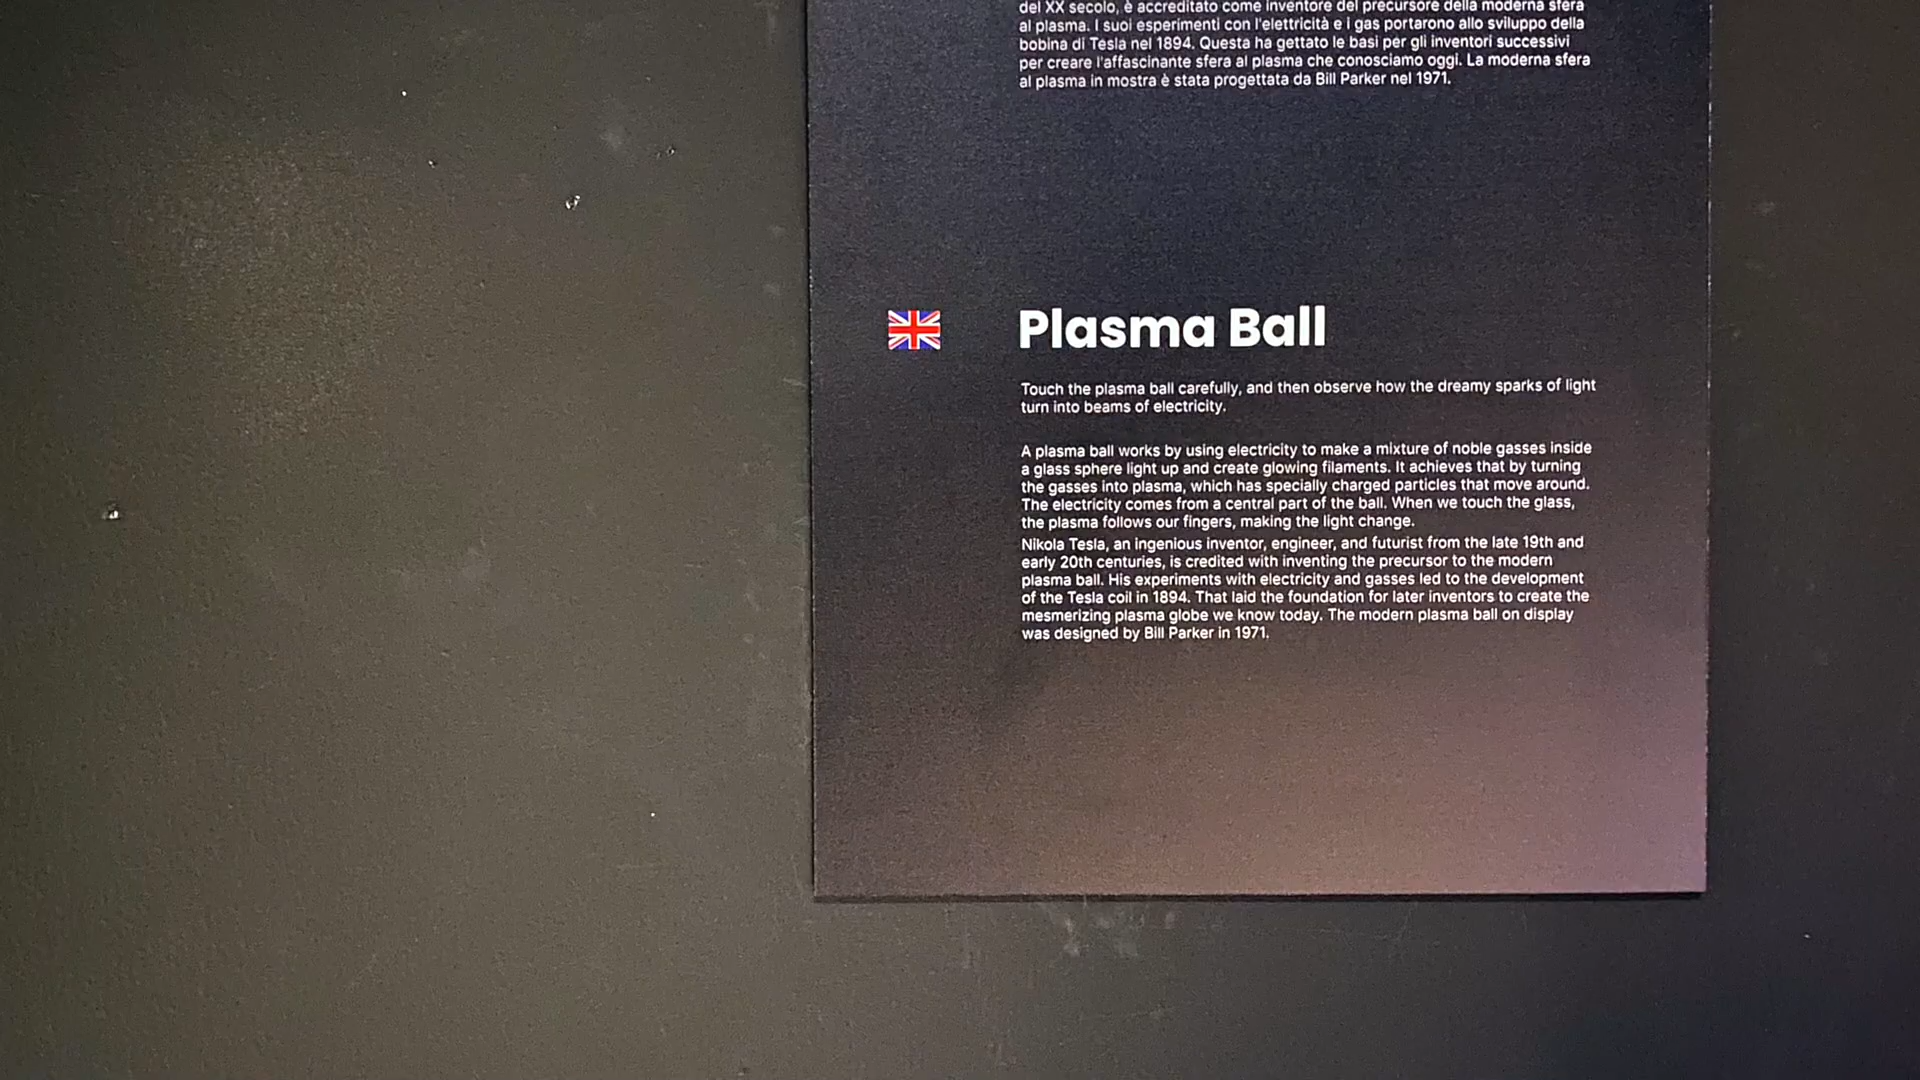 del XX secolo, è accreditato come inventore del precursore della moderna sfera
al plasma. I suoi esperimenti con l'elettricità e i gas portarono allo sviluppo della
bobina di Tesla nel 1894. Questa ha gettato le basi per gli inventori successivi
per creare l'affascinante sfera al plasma che conosciamo oggi. La moderna sfera
al plasma in mostra è stata progettata da Bill Parker nel 1971.
Plasma Ball
Touch the plasma ball carefully, and then observe how the dreamy sparks of light
turn into beams of electricity.
A plasma ball works by using electricity to make a mixture of noble gasses inside
a glass sphere light up and create glowing filaments. It achieves that by turning
the gasses into plasma, which has specially charged particles that move around.
The electricity comes from a central part of the ball. When we touch the glass,
the plasma follows our fingers, making the light change.
Nikola Tesla, an ingenious inventor, engineer, and futurist from the late 19th and
early 20th centuries, is credited with inventing the precursor to the modern
plasma ball. His experiments with electricity and gasses led to the development
of the Tesla coil in 1894. That laid the foundation for later inventors to create the
mesmerizing plasma globe we know today. The modern plasma ball on display
was designed by Bill Parker in 1971.